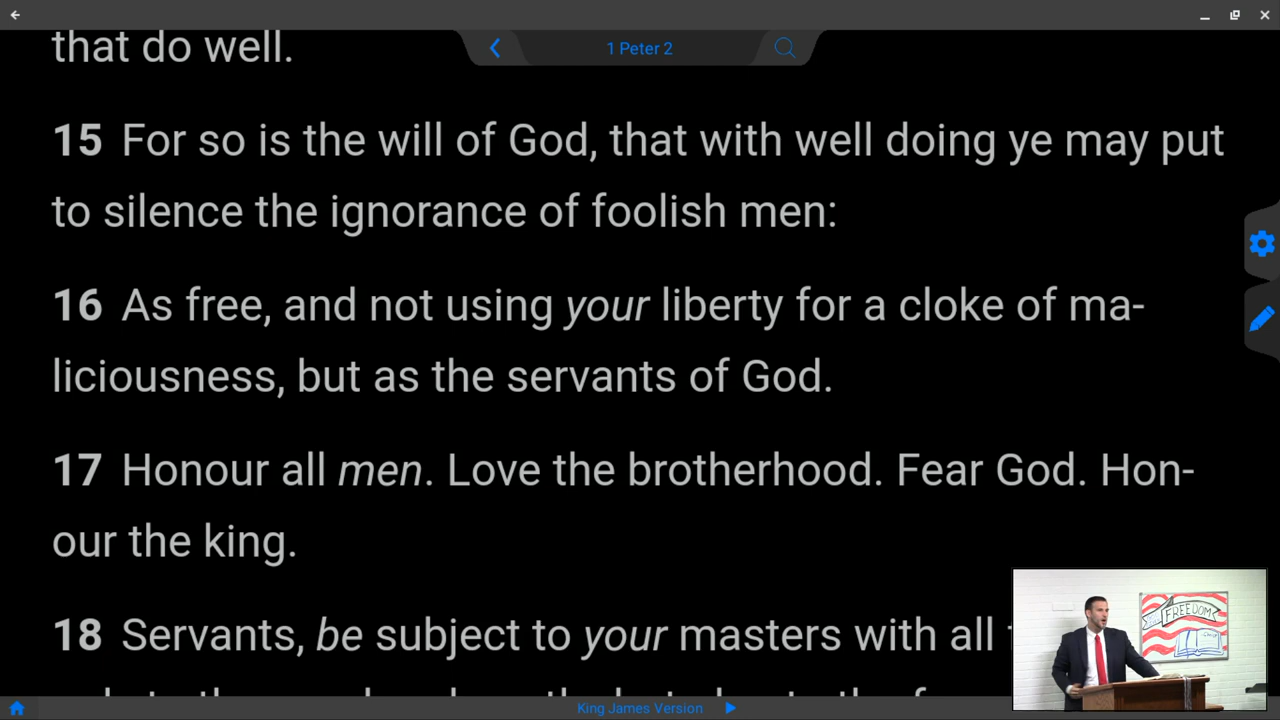 that do well.
1 Peter 2
15 For so is the will of God, that with well doing ye may put
to silence the ignorance of foolish men:
16 As free, and not using your liberty for a cloke of ma-
liciousness, but as the servants of God.
17 Honour all men. Love the brotherhood. Fear God. Hon-
our the king.
18 Servants, be subject to your masters with all
FREEDOM
King James Version